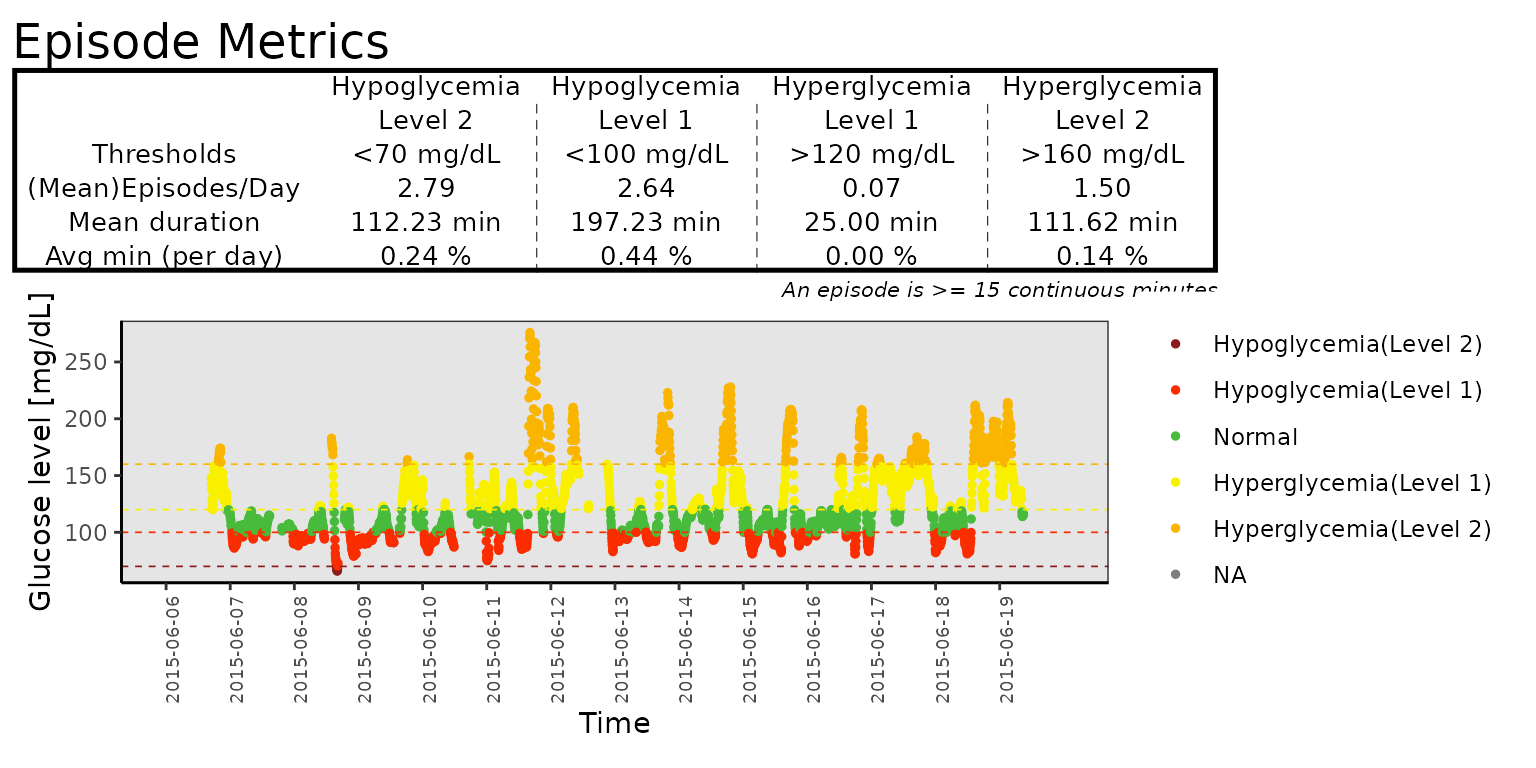 Episode Metrics
Hypoglycemia Hypoglycemia Hyperglycemia Hyperglycemia
Level 2 Level 1 Level 1 Level 2
Thresholds <70 mg/dL <100 mg/dL >120 mg/dL >160 mg/dL
(Mean)Episodes/Day 2.79 2.64 0.07 1.50
Mean duration 112.23 min 197.23 min 25.00 min 111.62 min
Avg min (per day) 0.24 % 0.44 % 0.00 % 0.14 %
An episode is >= 15 continuous minutes
Glucose level [mg/dL]
250
200
150
100
2015-06-06
2015-06-07
2015-06-08
2015-06-09
2015-06-10
2015-06-11
2015-06-12
2015-06-13
2015-06-14
2015-06-15
2015-06-16
2015-06-17
2015-06-18
2015-06-19
Time
Hypoglycemia(Level 2)
Hypoglycemia(Level 1)
Normal
Hyperglycemia(Level 1)
Hyperglycemia(Level 2)
NA